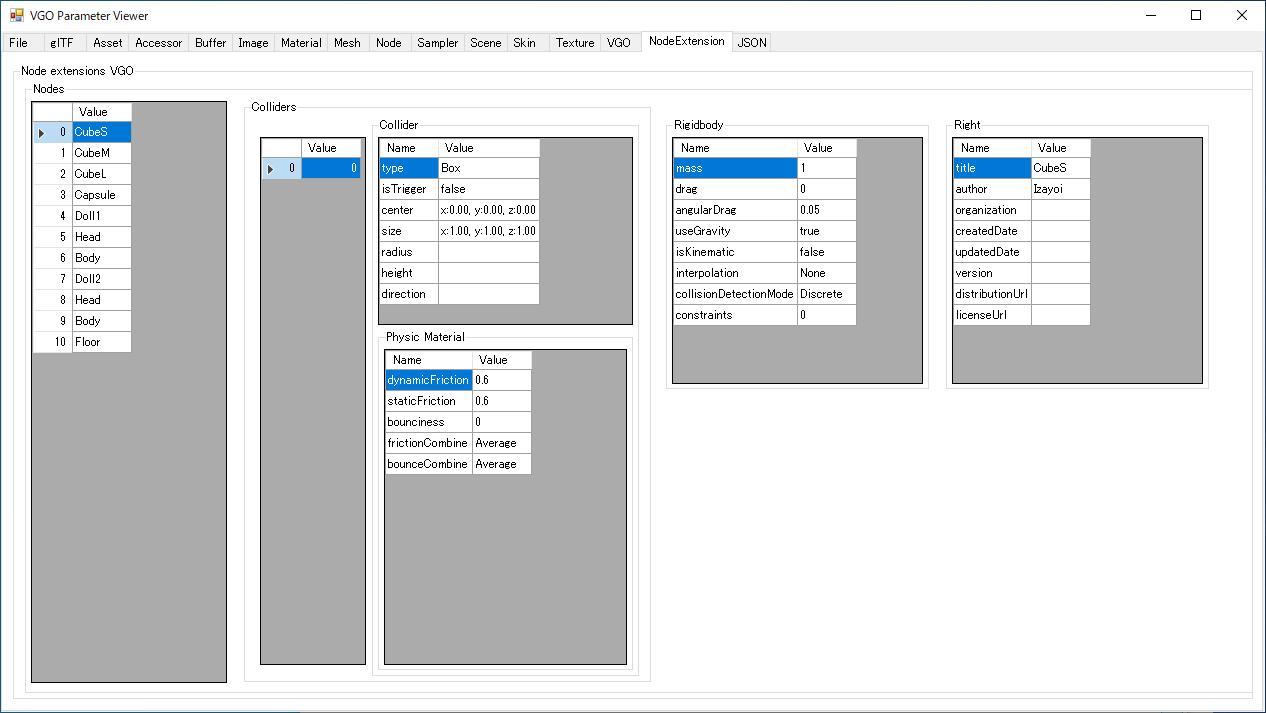 VGO Parameter Viewer
File glTF Asset Accessor Buffer Image Material Mesh Node Sampler Scene Skin Texture VGO NodeExtension JSON
Node extensions VGO
Nodes
Value
0 CubeS
1 CubeM
2 CubeL
3 Capsule
4 Doll1
5 Head
6 Body
7 Doll2
8 Head
9 Body
10 Floor
Colliders
Value
0 0
Collider
Name Value
type Box
isTrigger false
center x:0.00, y:0.00, z:0.00
size x:1.00, y:1.00, z:1.00
radius
height
direction
Physic Material
Name Value
dynamicFriction 0.6
staticFriction 0.6
bounciness 0
frictionCombine Average
bounceCombine Average
Rigidbody
Name Value
mass 1
drag 0
angularDrag 0.05
useGravity true
isKinematic false
interpolation None
collisionDetectionMode Discrete
constraints 0
Right
Name Value
title CubeS
author Izayoi
organization
createdDate
updatedDate
version
distributionUrl
licenseUrl